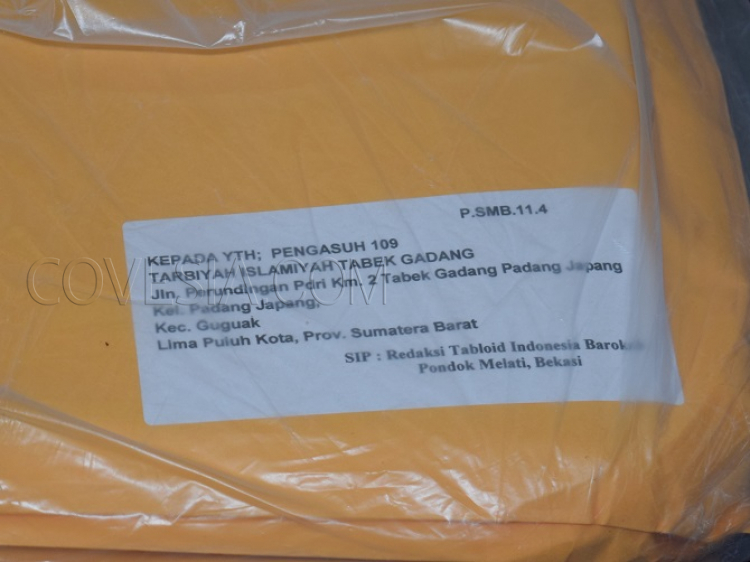 P.SMB.11.4
KEPADA YTH; PENGASUH 109
TARBIYAH ISLAMIYAH TABEK GADANG
Jln. Perundingan Pdri Km. 2 Tabek Gadang Padang Japang
Kel. Padang Japang,
Kec. Guguak
Lima Puluh Kota, Prov. Sumatera Barat
SIP : Redaksi Tabloid Indonesia
Pondok Melati, Bekasi
COVESIA.COM